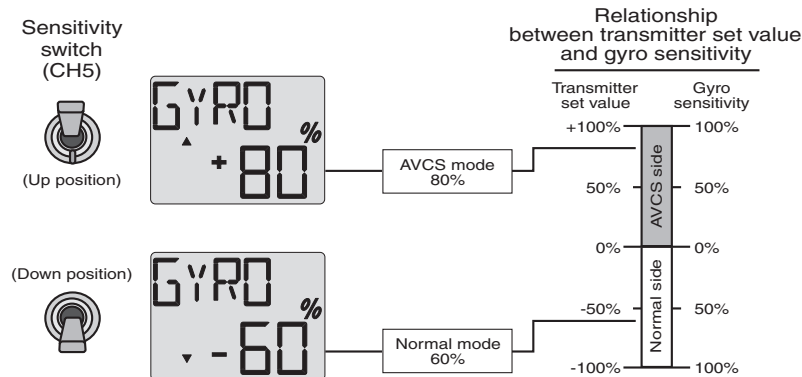 Sensitivity
switch
(CH5)
(Up position)
GYRO
%
▲
+80
AVCS mode
80%
Relationship
between transmitter set value
and gyro sensitivity
Transmitter
set value
Gyro
sensitivity
+100%
100%
50%
50%
0%
0%
-50%
50%
-100%
100%
AVCS side
Normal side
(Down position)
GYRO
%
▼
-60
Normal mode
60%